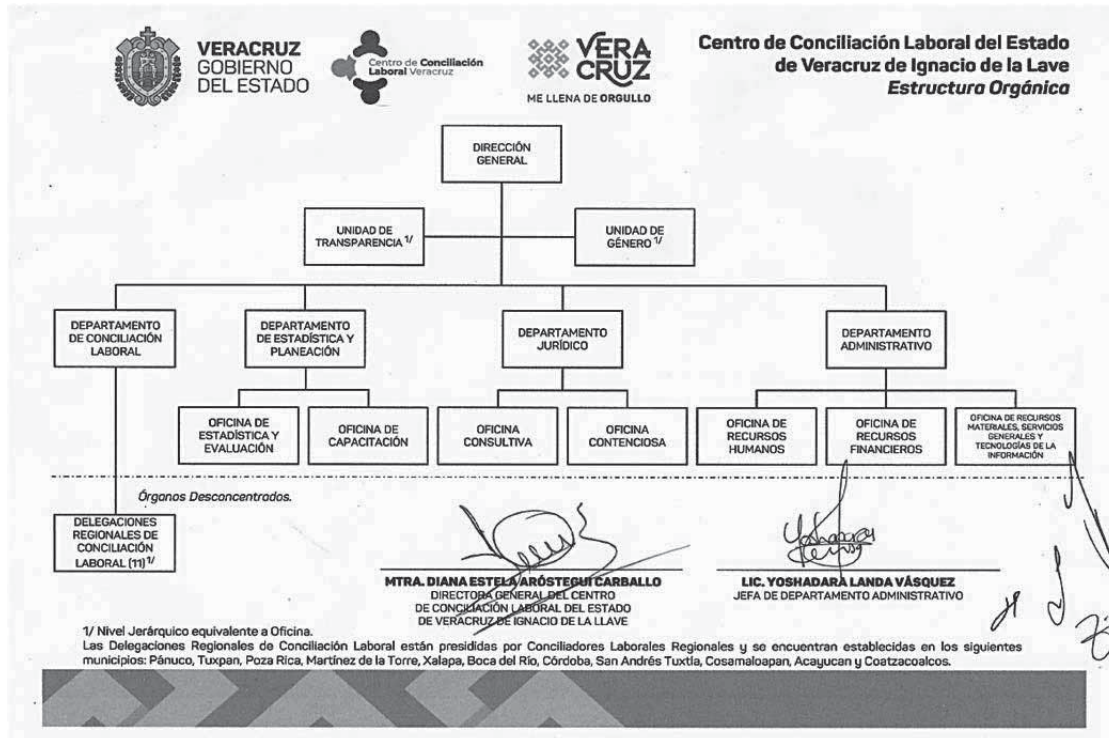 VERACRUZ
GOBIERNO
DEL ESTADO
Centro de Conciliación
Laboral Veracruz
VERA
CRUZ
ME LLENA DE ORGULLO
Centro de Conciliación Laboral del Estado
de Veracruz de Ignacio de la Lave
Estructura Orgánica
DIRECCIÓN
GENERAL
UNIDAD DE
TRANSPARENCIA 1/
UNIDAD DE
GÉNERO 1/
DEPARTAMENTO
DE CONCILIACIÓN
LABORAL
DEPARTAMENTO
DE ESTADÍSTICA Y
PLANEACIÓN
DEPARTAMENTO
JURÍDICO
DEPARTAMENTO
ADMINISTRATIVO
OFICINA DE
ESTADÍSTICA Y
EVALUACIÓN
OFICINA DE
CAPACITACIÓN
OFICINA
CONSULTIVA
OFICINA
CONTENCIOSA
OFICINA DE
RECURSOS
HUMANOS
OFICINA DE
RECURSOS
FINANCIEROS
OFICINA DE RECURSOS
MATERIALES, SERVICIOS
GENERALES Y
TECNOLOGÍAS DE LA
INFORMACIÓN
Órganos Desconcentrados.
DELEGACIONES
REGIONALES DE
CONCILIACIÓN
LABORAL (11) 1/
MTRA. DIANA ESTELA ARÓSTEGUI CARBALLO
DIRECTORA GENERAL DEL CENTRO
DE CONCILIACIÓN LABORAL DEL ESTADO
DE VERACRUZ DE IGNACIO DE LA LLAVE
LIC. YOSHADARA LANDA VÁSQUEZ
JEFA DE DEPARTAMENTO ADMINISTRATIVO
1/ Nivel Jerárquico equivalente a Oficina.
Las Delegaciones Regionales de Conciliación Laboral están presididas por Conciliadores Laborales Regionales y se encuentran establecidas en los siguientes
municipios: Pánuco, Tuxpan, Poza Rica, Martínez de la Torre, Xalapa, Boca del Río, Córdoba, San Andrés Tuxtla, Cosamaloapan, Acayucan y Coatzacoalcos.